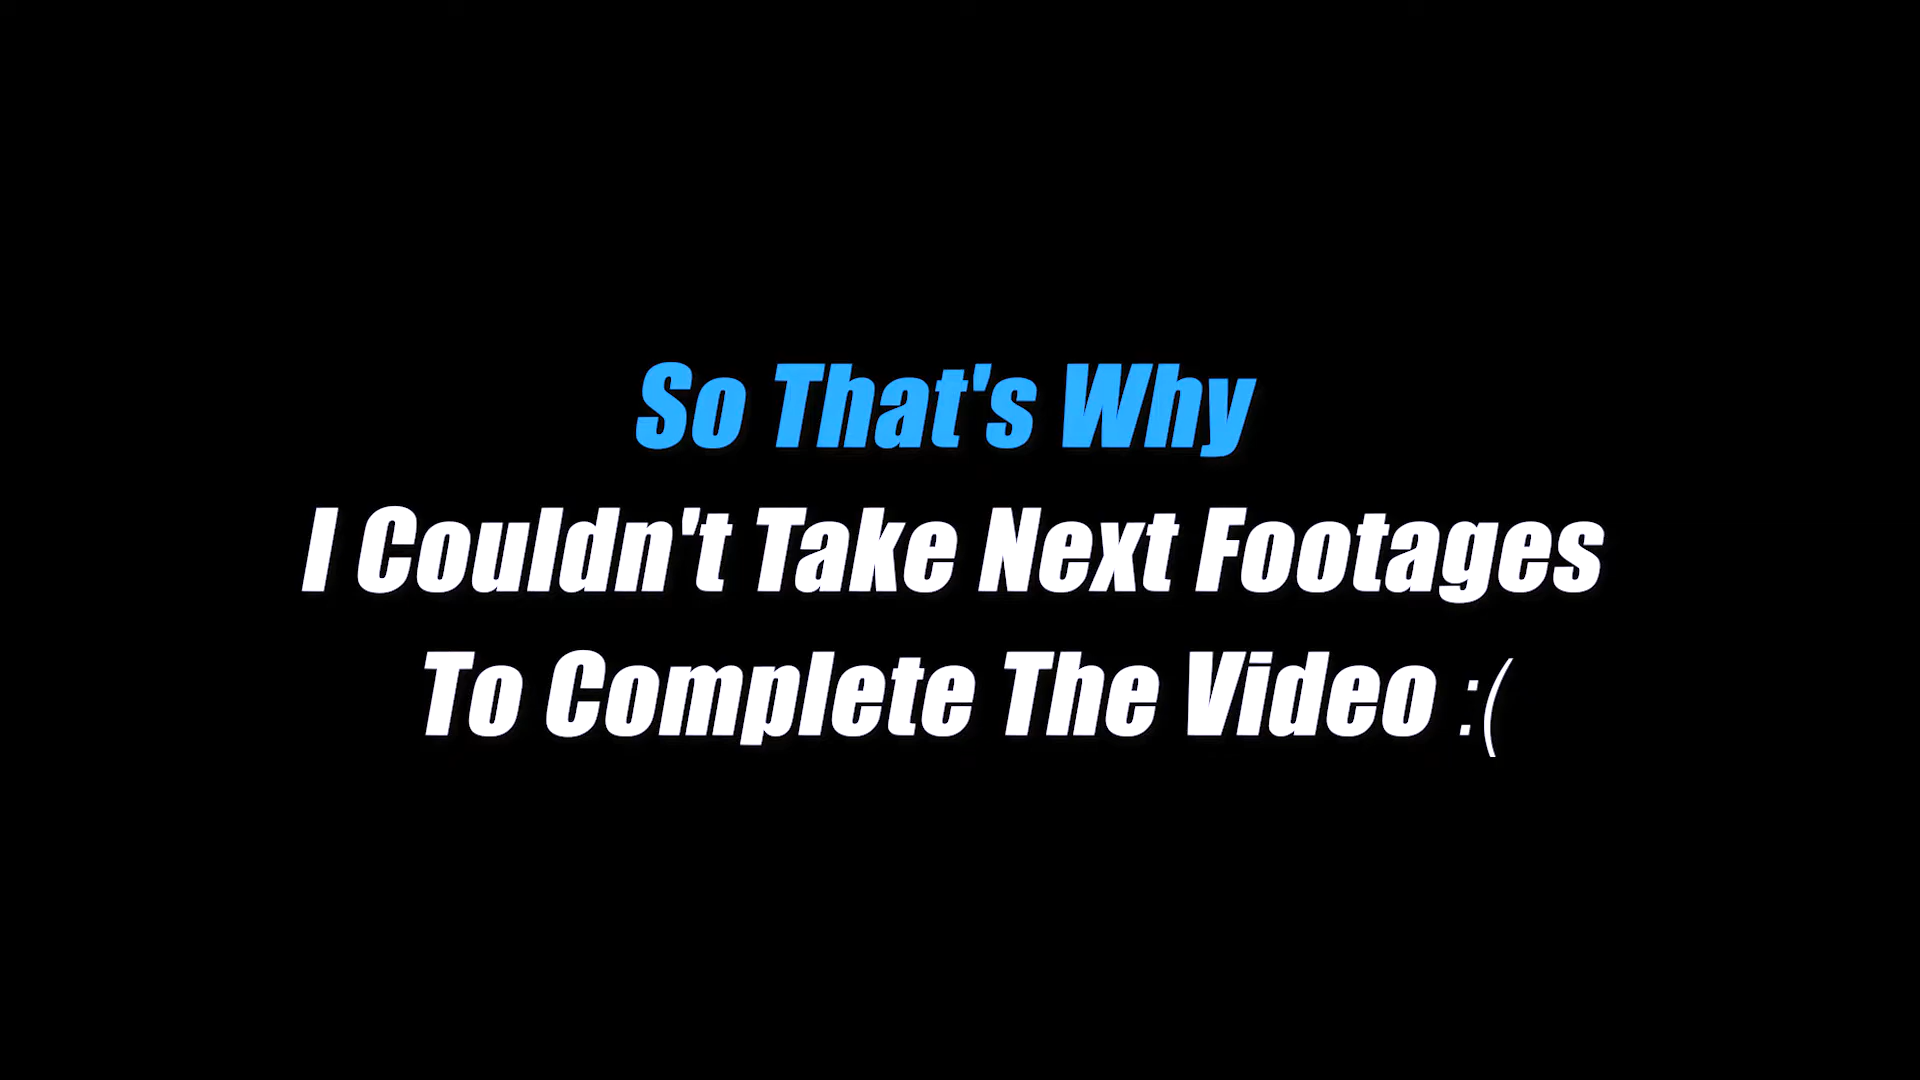 So That's Why
I Couldn't Take Next Footages
To Complete The Video :(